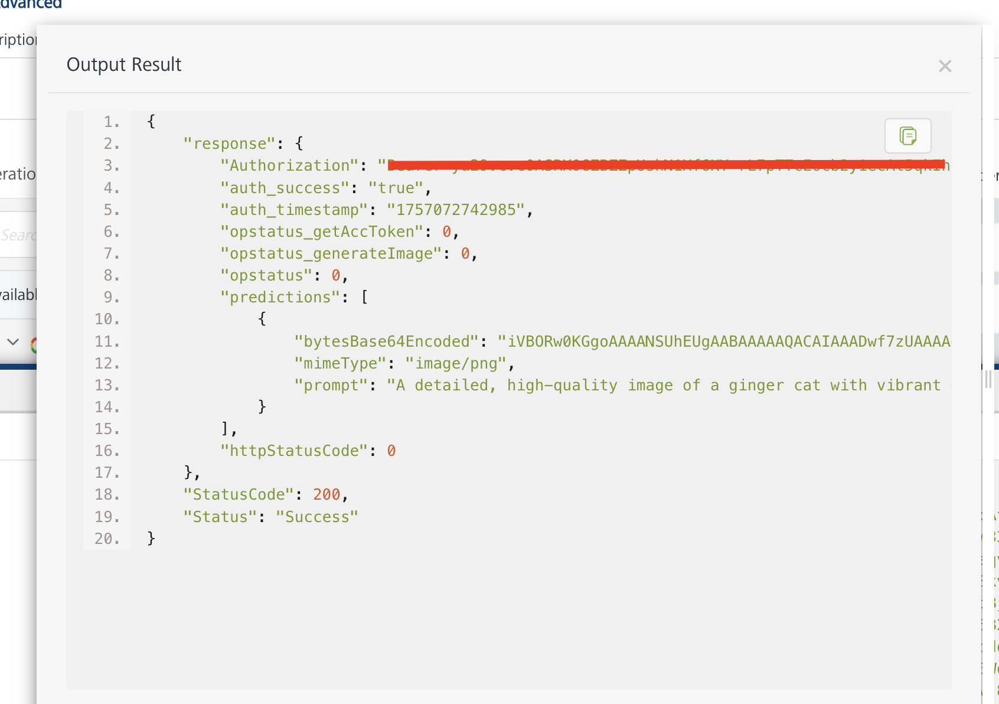 Advanced
ription
Output Result
eratio
Searc
vailabl
1. {
2. "response": {
3. "Authorization": "
4. "auth_success": "true",
5. "auth_timestamp": "1757072742985",
6. "opstatus_getAccToken": 0,
7. "opstatus_generateImage": 0,
8. "opstatus": 0,
9. "predictions": [
10. {
11. "bytesBase64Encoded": "iVBORw0KGgoAAAANSUhEUgAABAAAAAQACAIAAADwf7zUAAAA
12. "mimeType": "image/png",
13. "prompt": "A detailed, high-quality image of a ginger cat with vibrant
14. }
15. ],
16. "httpStatusCode": 0
17. },
18. "StatusCode": 200,
19. "Status": "Success"
20. }